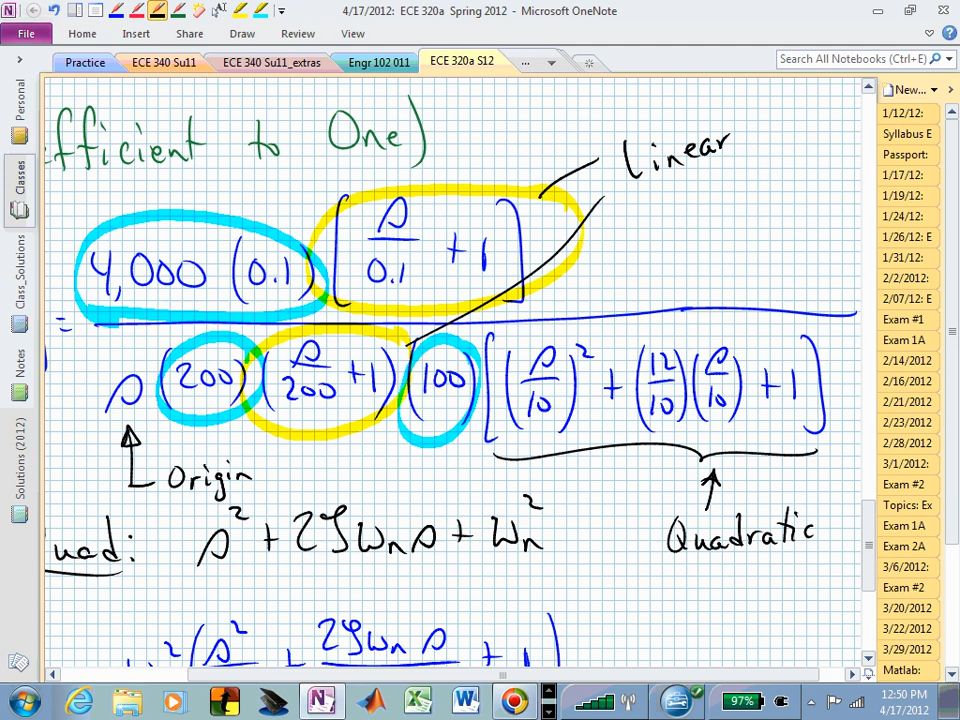 4/17/2012: ECE 320a Spring 2012 - Microsoft OneNote
File Home Insert Share Draw Review View
Practice ECE 340 Su11 ECE 340 Su11_extras Engr 102 011 ECE 320a S12 ... Search All Notebooks (Ctrl+E)
Personal
Classes
Class_Solutions
Notes
Solutions (2012)
New...
1/12/12:
Syllabus E
Passport:
1/17/12:
1/19/12:
1/24/12:
1/26/12: E
1/31/12:
2/2/2012:
2/07/12: E
Exam #1
Exam 1A
2/14/2012
2/16/2012
2/21/2012
2/23/2012
2/28/2012
3/1/2012:
Exam #2
Topics: Ex
Exam 1A
Exam 2A
3/6/2012:
Exam #2
3/20/2012
3/22/2012
3/29/2012
Matlab:
efficient to One)
Linear
= 4,000 (0.1) [s/0.1 + 1]
s (200) (s/200 + 1) (100) [(s/10)² + (12/10)(s/10) + 1]
Origin
Quadratic
uad: s² + 2ζωₙs + ωₙ²
s² + 2ζωₙs + 1
97%
12:50 PM
4/17/2012